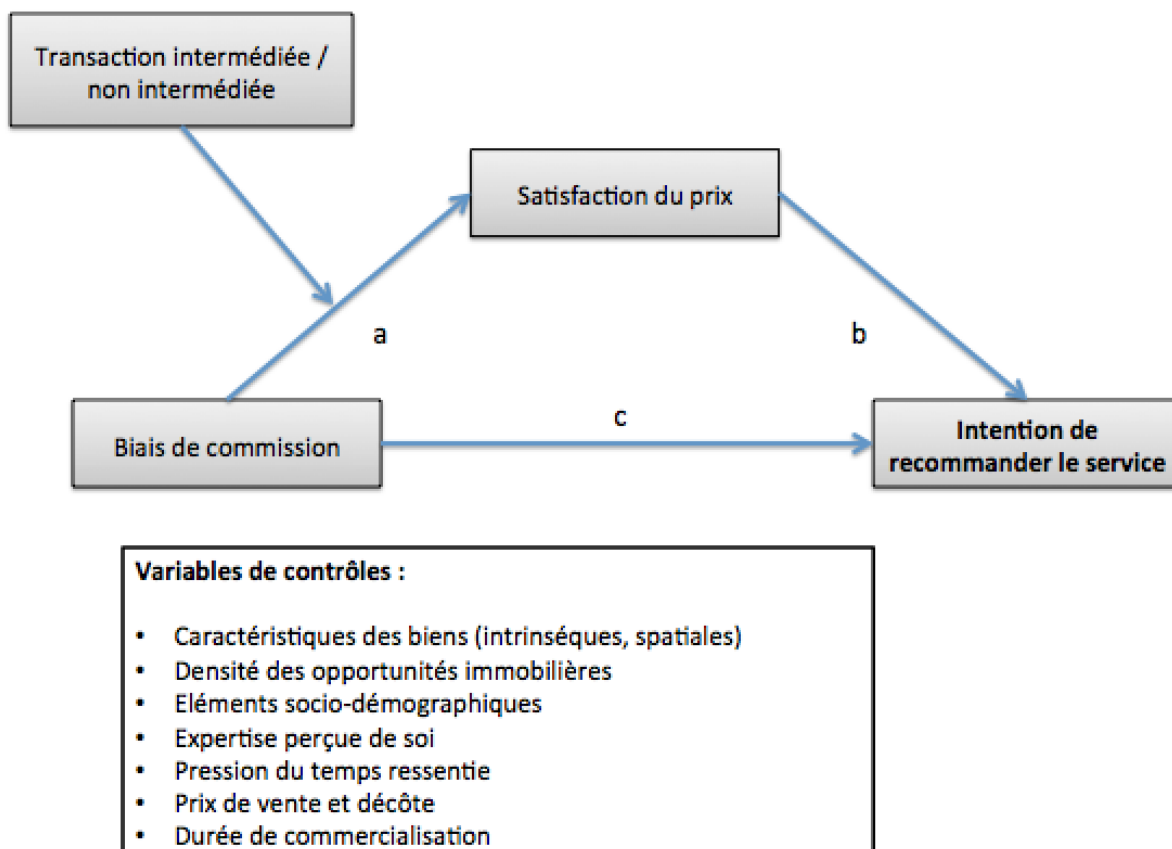 Transaction intermédiée /
non intermédiée
Satisfaction du prix
a
b
Biais de commission
c
Intention de
recommander le service
Variables de contrôles :
• Caractéristiques des biens (intrinséques, spatiales)
• Densité des opportunités immobilières
• Eléments socio-démographiques
• Expertise perçue de soi
• Pression du temps ressentie
• Prix de vente et décôte
• Durée de commercialisation